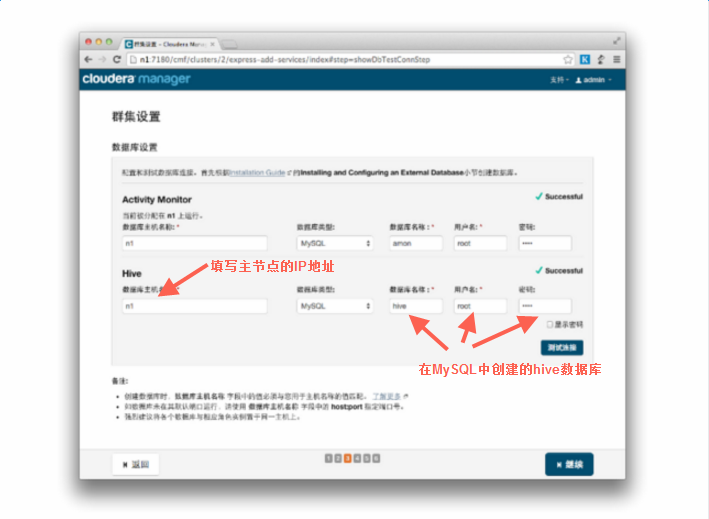 群集设置 - Cloudera Manag
n1:7180/cmf/clusters/2/express-add-services/index#step=showDbTestConnStep
cloudera manager
支持
admin
群集设置
数据库设置
配置和测试数据库连接。首先根据Installation Guide 的Installing and Configuring an External Database小节创建数据库。
Activity Monitor
Successful
当前被分配在 n1 上运行。
数据库主机名称:*
数据库类型:
数据库名称:*
用户名:*
密码:
n1
MySQL
amon
root
••••
填写主节点的IP地址
Hive
Successful
数据库主机名
数据库类型:
数据库名称:*
用户名:*
密码:
n1
MySQL
hive
root
••••
显示密码
测试连接
在MySQL中创建的hive数据库
备注:
创建数据库时，数据库主机名称 字段中的值必须与您用于主机名称的值匹配。 了解更多
如数据库未在其默认端口运行，请使用 数据库主机名称 字段中的 host:port 指定端口号。
强烈建议将各个数据库与相应角色实例置于同一主机上。
返回
1 2 3 4 5 6
继续